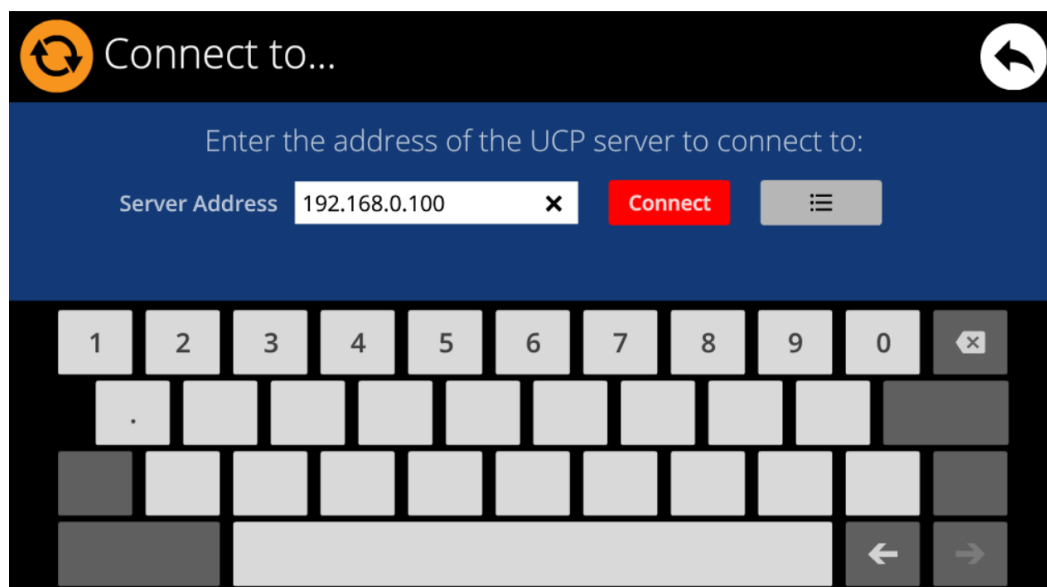 Connect to...
Enter the address of the UCP server to connect to:
Server Address 192.168.0.100 Connect
1 2 3 4 5 6 7 8 9 0
.